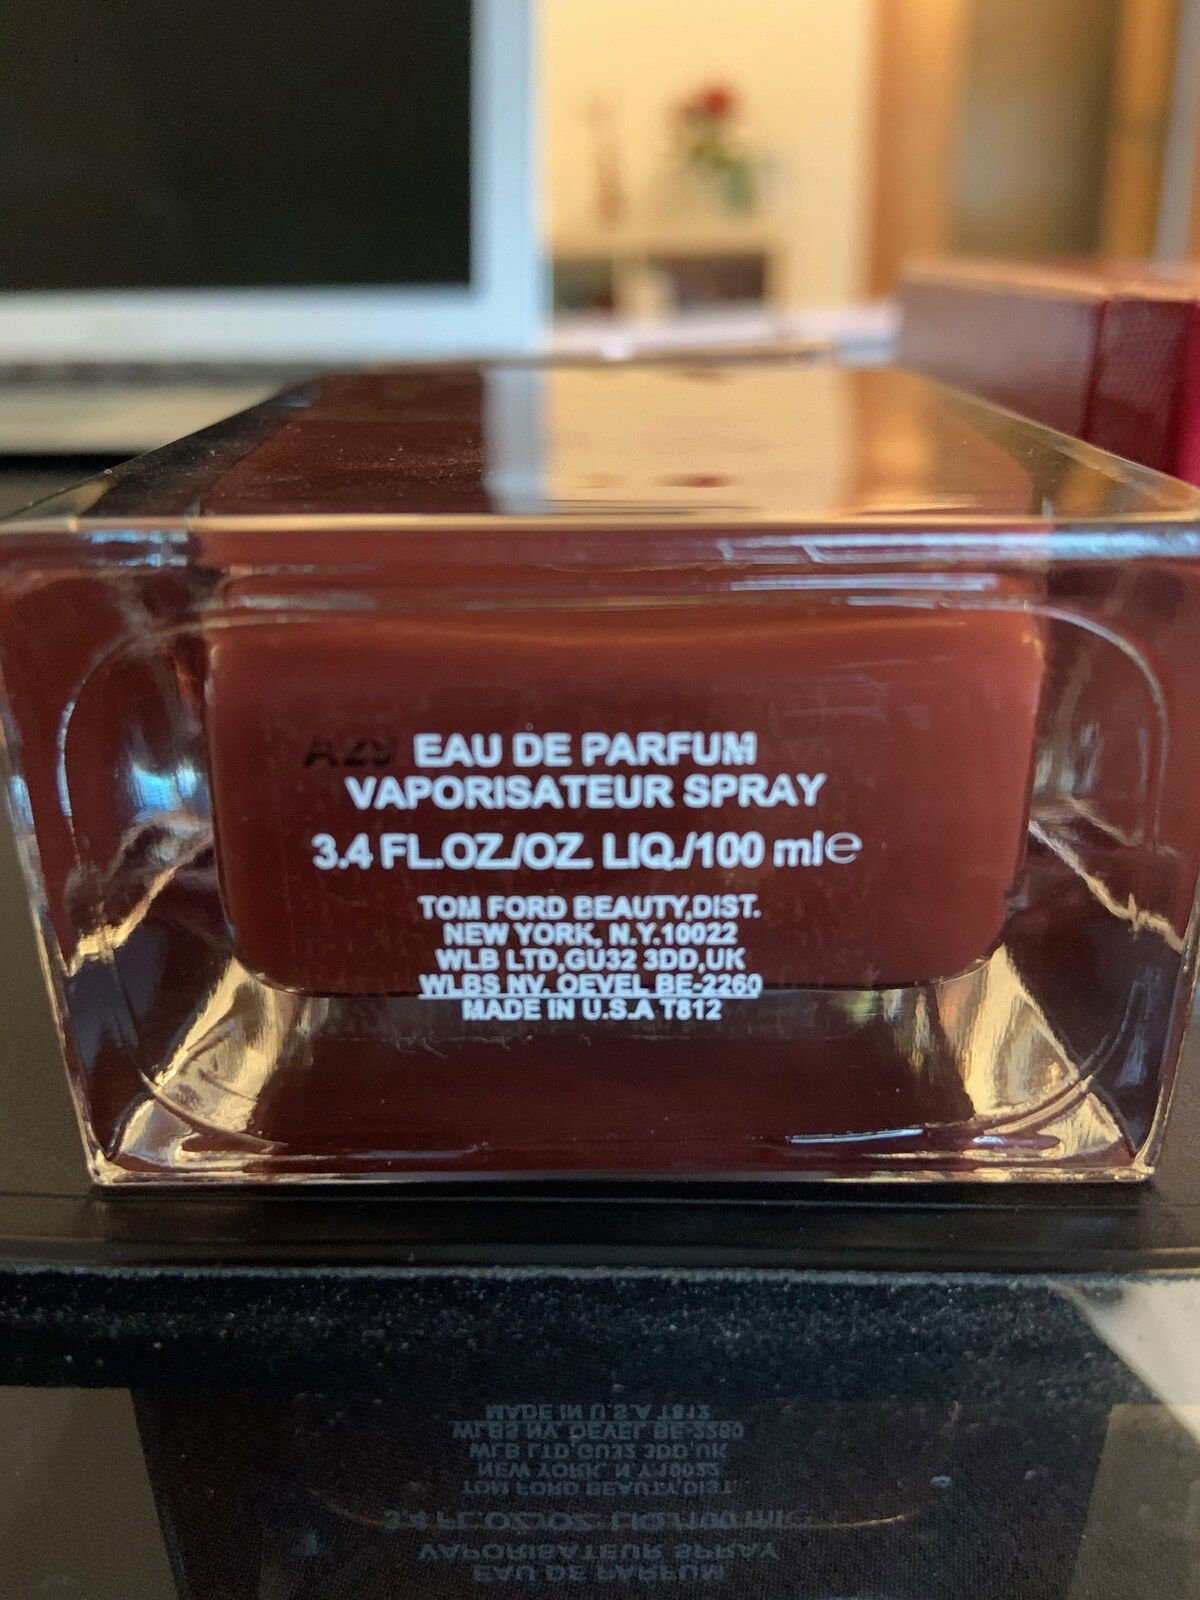 A29 EAU DE PARFUM
VAPORISATEUR SPRAY
3.4 FL.OZ./OZ. LIQ./100 ml℮
TOM FORD BEAUTY,DIST.
NEW YORK, N.Y.10022
WLB LTD,GU32 3DD,UK
WLBS NV. OEVEL BE-2260
MADE IN U.S.A T812